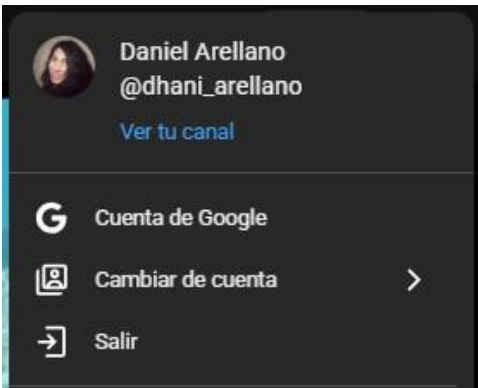 Daniel Arellano
@dhani_arellano
Ver tu canal
Cuenta de Google
Cambiar de cuenta
Salir